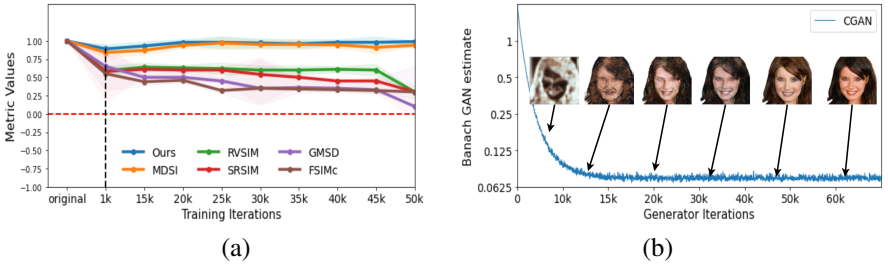 Metric Values
1.00
0.75
0.50
0.25
0.00
−0.25
−0.50
−0.75
−1.00
Ours
MDSI
RVSIM
SRSIM
GMSD
FSIMc
original 1k 15k 20k 25k 30k 35k 40k 45k 50k
Training Iterations
(a)
Banach GAN estimate
1
0.5
0.25
0.125
0.0625
CGAN
0 10k 15k 20k 30k 40k 50k 60k
Generator Iterations
(b)